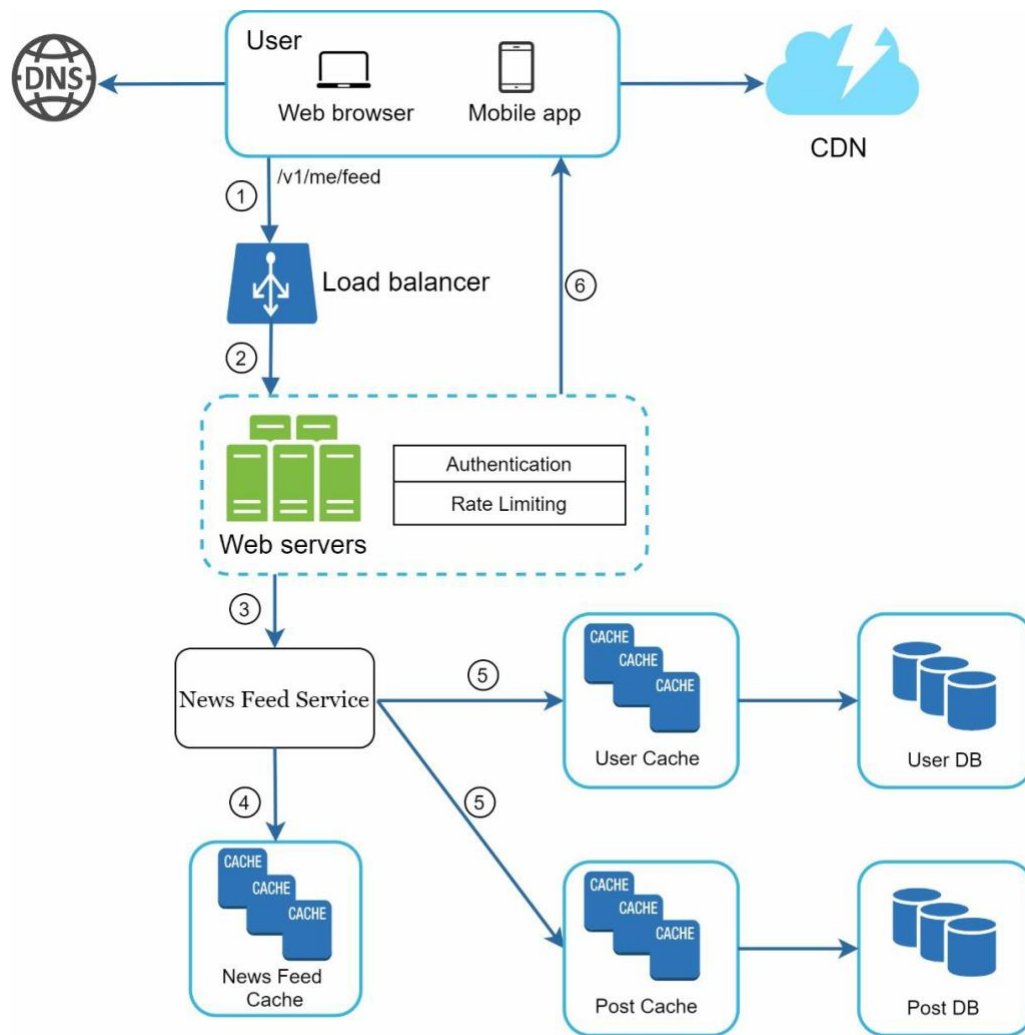 User
DNS
Web browser
Mobile app
CDN
/v1/me/feed
1
Load balancer
6
2
Authentication
Rate Limiting
Web servers
3
CACHE
CACHE
CACHE
User Cache
User DB
5
News Feed Service
5
4
CACHE
CACHE
CACHE
News Feed
Cache
CACHE
CACHE
CACHE
Post Cache
Post DB